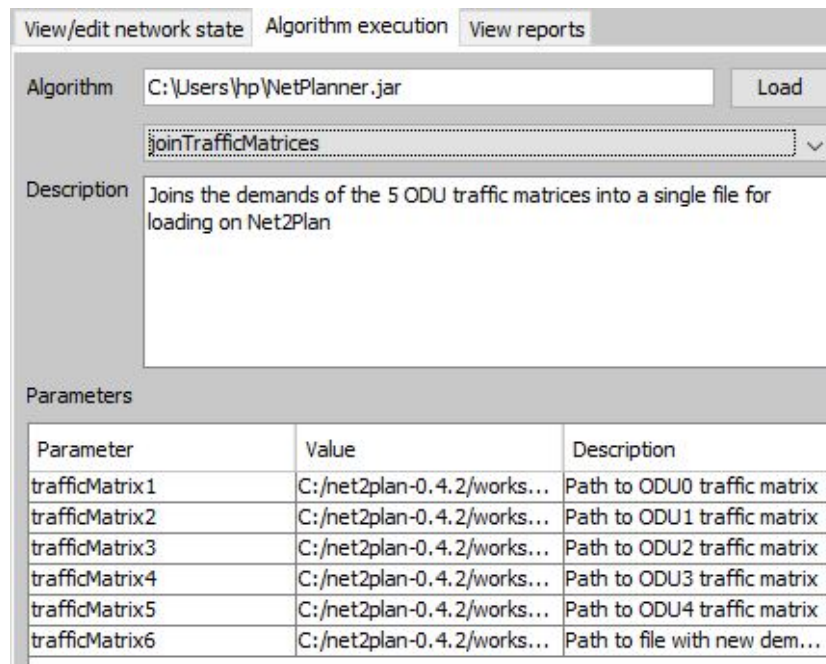 View/edit network state Algorithm execution View reports
Algorithm C:\Users\hp\NetPlanner.jar Load
joinTrafficMatrices
Description Joins the demands of the 5 ODU traffic matrices into a single file for
loading on Net2Plan
Parameters
Parameter Value Description
trafficMatrix1 C:/net2plan-0.4.2/works... Path to ODU0 traffic matrix
trafficMatrix2 C:/net2plan-0.4.2/works... Path to ODU1 traffic matrix
trafficMatrix3 C:/net2plan-0.4.2/works... Path to ODU2 traffic matrix
trafficMatrix4 C:/net2plan-0.4.2/works... Path to ODU3 traffic matrix
trafficMatrix5 C:/net2plan-0.4.2/works... Path to ODU4 traffic matrix
trafficMatrix6 C:/net2plan-0.4.2/works... Path to file with new dem...